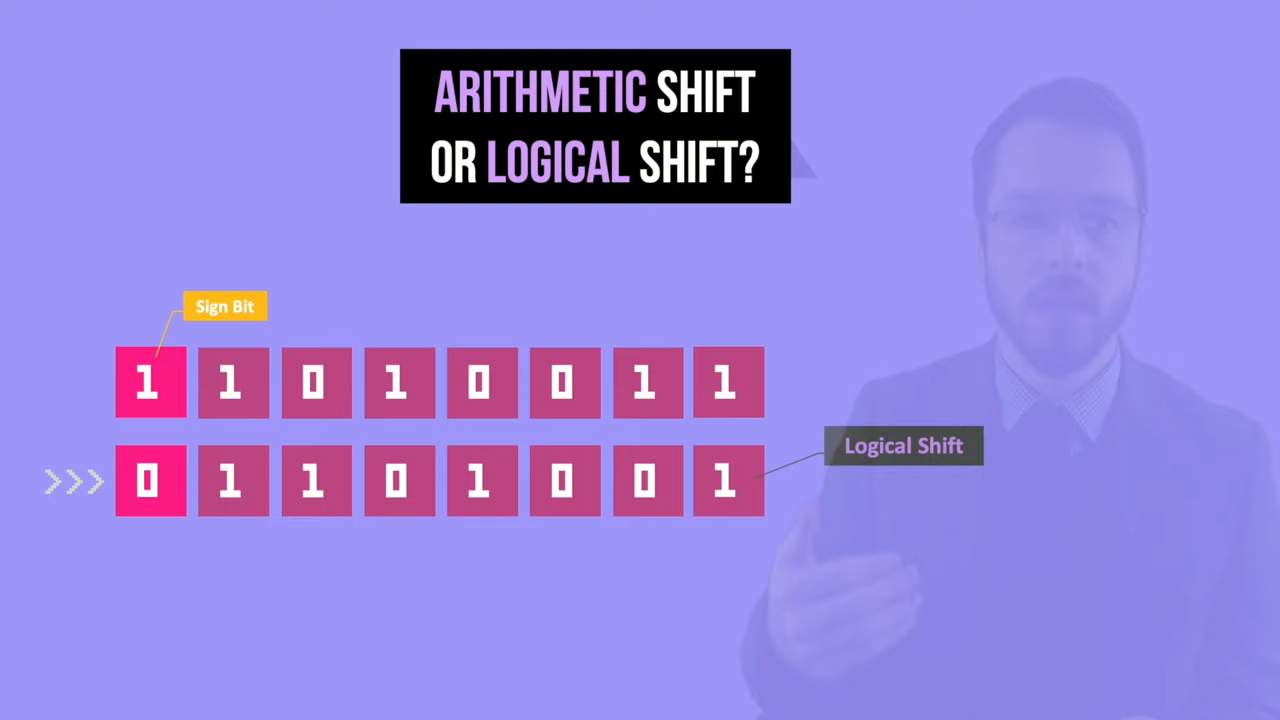 ARITHMETIC SHIFT
OR LOGICAL SHIFT?
Sign Bit
1 1 0 1 0 0 1 1
>>> 0 1 1 0 1 0 0 1
Logical Shift